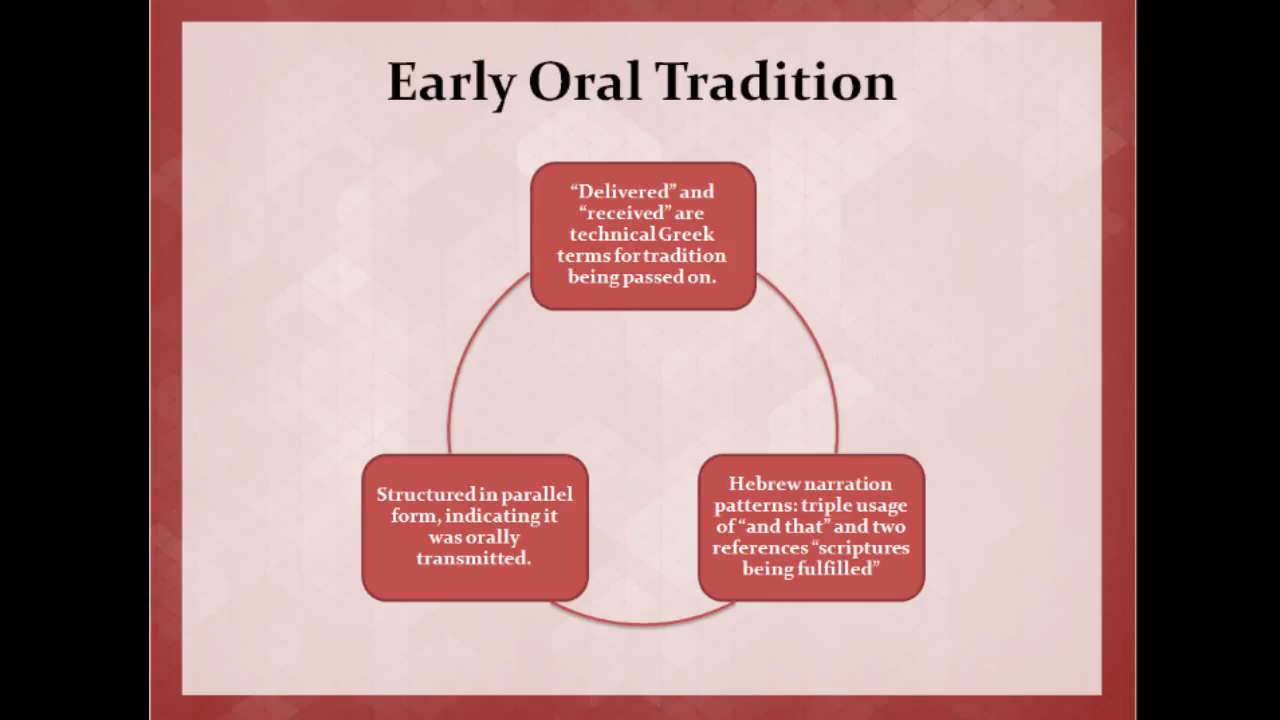 Early Oral Tradition
“Delivered” and
“received” are
technical Greek
terms for tradition
being passed on.
Structured in parallel
form, indicating it
was orally
transmitted.
Hebrew narration
patterns: triple usage
of “and that” and two
references “scriptures
being fulfilled”